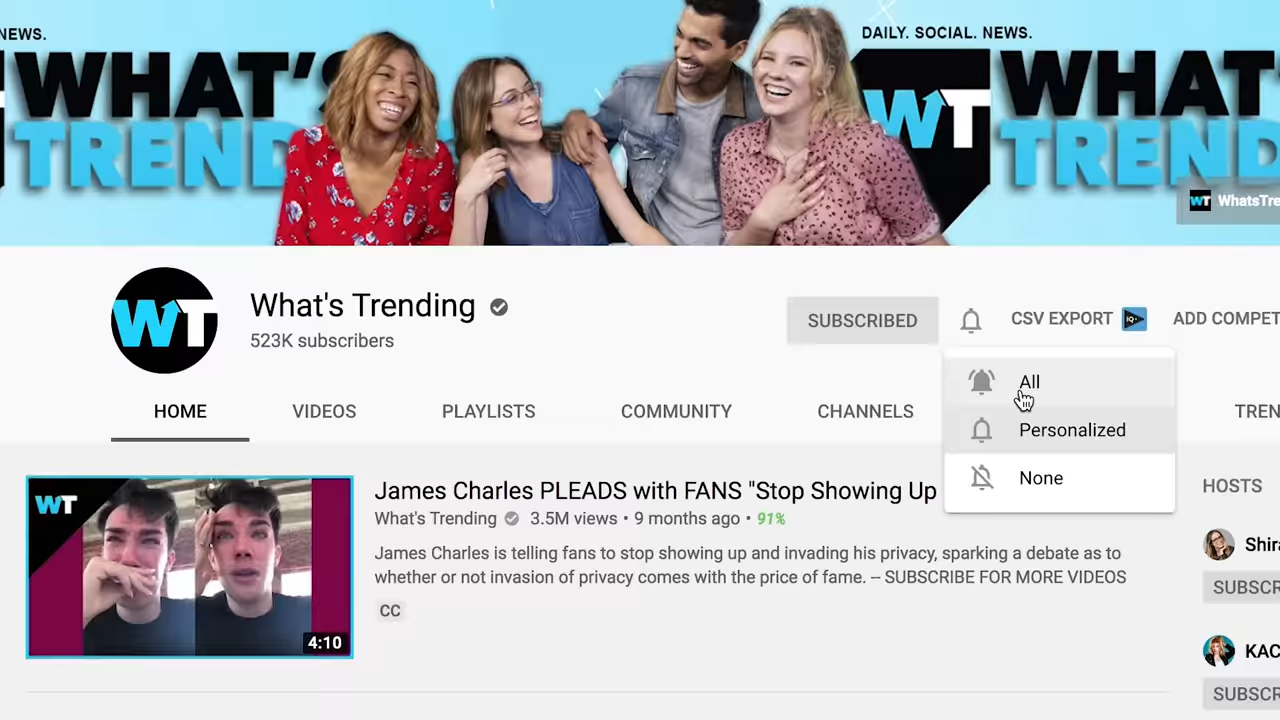 NEWS.
DAILY. SOCIAL. NEWS.
WHAT'S
TREND
WT
WHAT'
TREND
WT WhatsTre
WT
What's Trending
523K subscribers
SUBSCRIBED
CSV EXPORT
IQ
ADD COMPET
All
Personalized
None
HOME
VIDEOS
PLAYLISTS
COMMUNITY
CHANNELS
TREN
WT
4:10
James Charles PLEADS with FANS "Stop Showing Up
What's Trending 3.5M views • 9 months ago • 91%
James Charles is telling fans to stop showing up and invading his privacy, sparking a debate as to
whether or not invasion of privacy comes with the price of fame. – SUBSCRIBE FOR MORE VIDEOS
CC
HOSTS
Shira
SUBSCR
KAC
SUBSCR